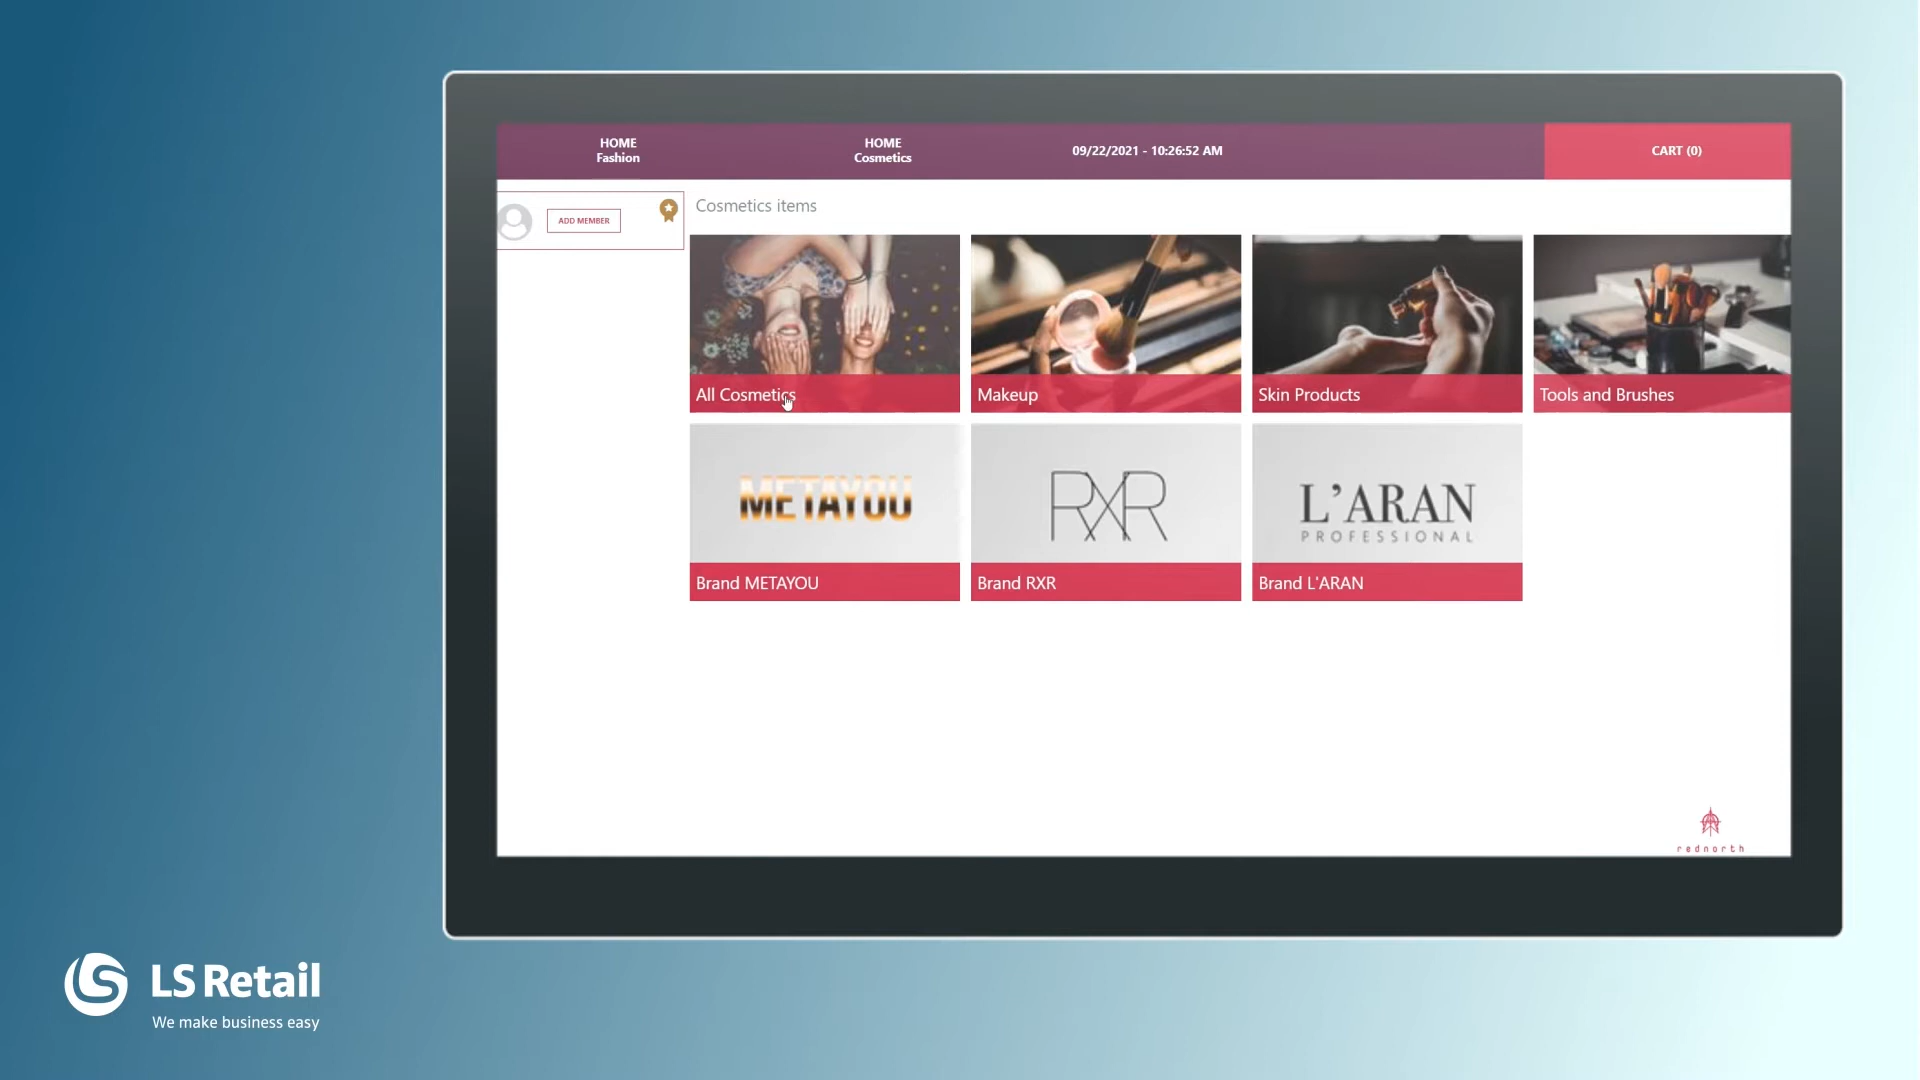 HOME
Fashion
HOME
Cosmetics
09/22/2021 - 10:26:52 AM
CART (0)
ADD MEMBER
Cosmetics items
All Cosmetics
Makeup
Skin Products
Tools and Brushes
METAYOU
RXR
L'ARAN
PROFESSIONAL
Brand METAYOU
Brand RXR
Brand L'ARAN
rednorth
LS Retail
We make business easy